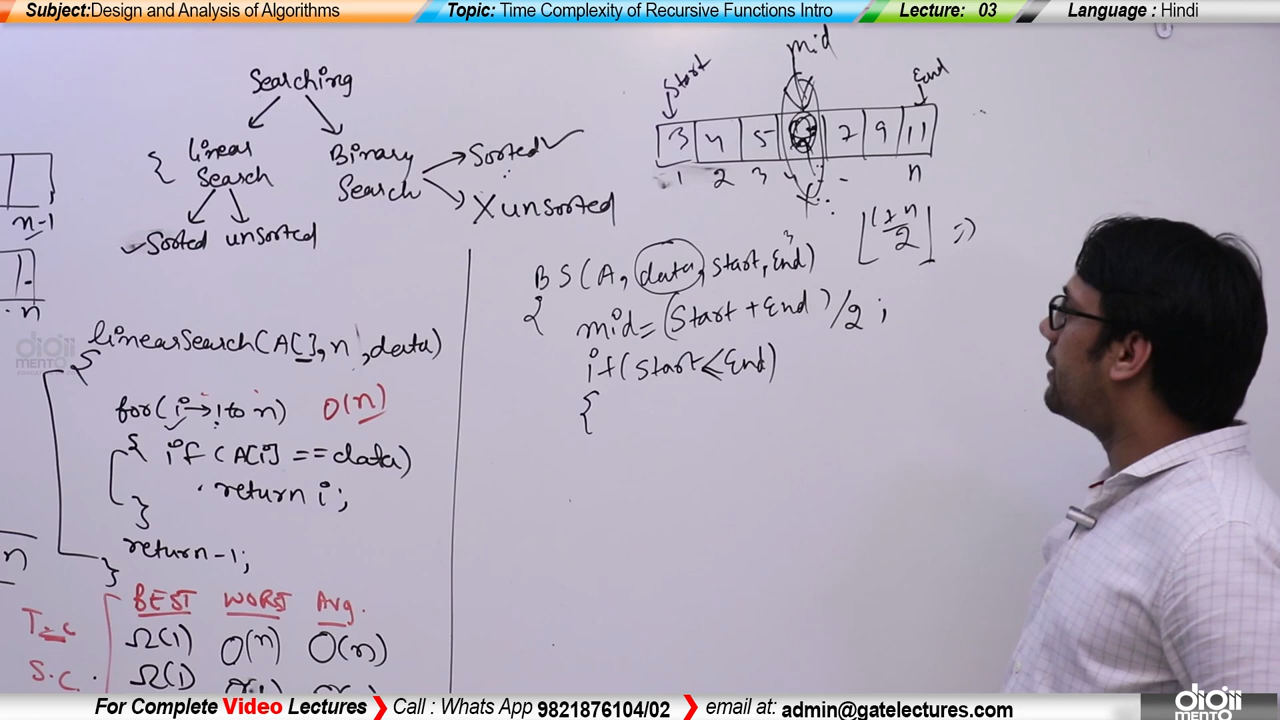 Subject:Design and Analysis of Algorithms
Topic: Time Complexity of Recursive Functions Intro
Lecture: 03
Language : Hindi
Searching
Linear Search
Binary Search
Sorted
X unsorted
Sorted unsorted
n-1
n
n
linearSearch(A[], n, data)
{
for(i→1 to n) O(n)
{ if (A[i] == data)
return i;
}
return -1;
}
BEST WORST Avg.
T.C Ω(1) O(n) O(n)
S.C. Ω(1)
mid
Start
End
3 4 5 7 9 11
1 2 3 4 n
BS(A, data, start, End)
{ mid = (Start + End)/2;
if(start < End)
{
digii
MENTO
For Complete Video Lectures
Call : Whats App 9821876104/02
email at: admin@gatelectures.com
digii
MENTO